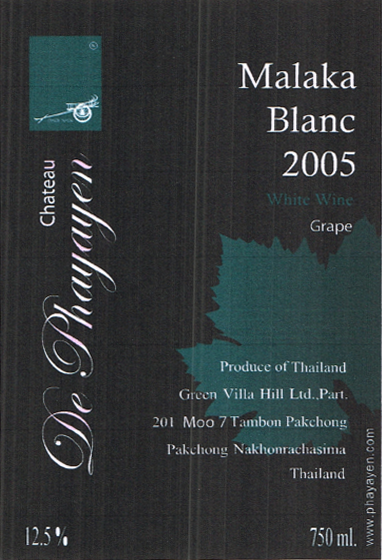 Malaka
Blanc
2005
White Wine
Grape
Chateau
De Phayayen
Produce of Thailand
Green Villa Hill Ltd.,Part.
201 Moo 7 Tambon Pakchong
Pakchong Nakhonrachasima
Thailand
www.phayayen.com
12.5%
750 ml.